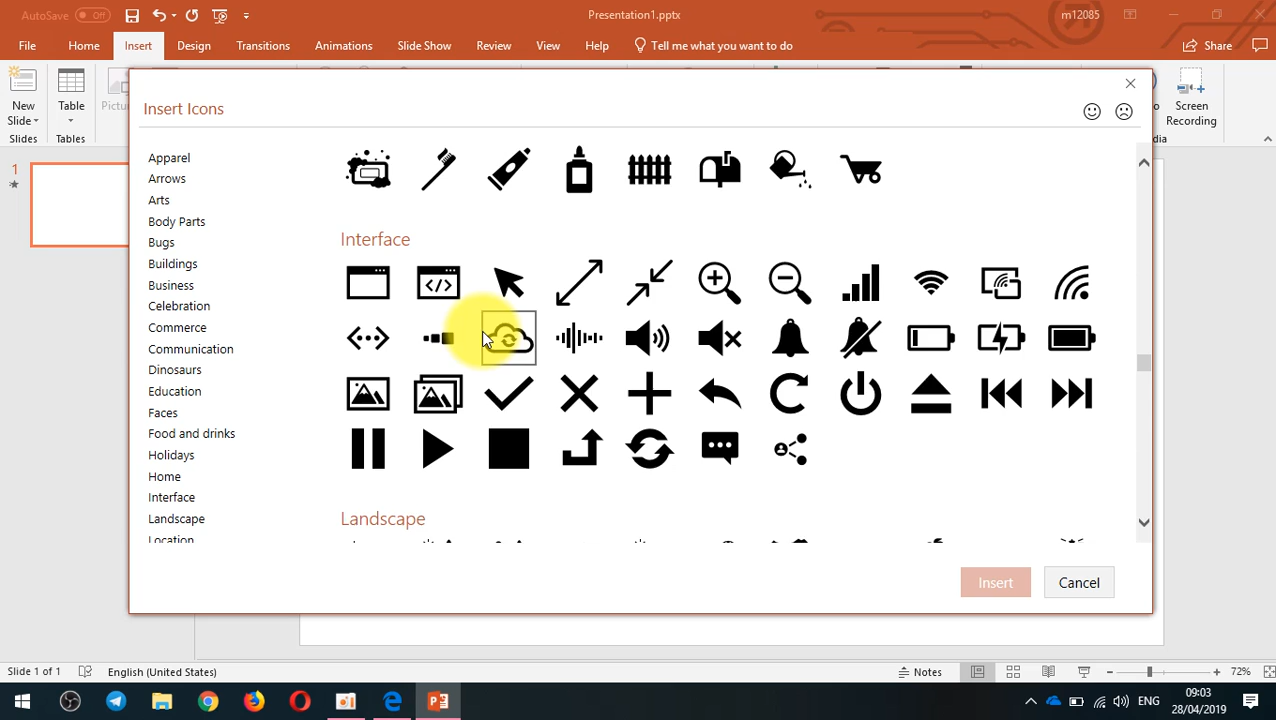 AutoSave Off Presentation1.pptx m12085
File Home Insert Design Transitions Animations Slide Show Review View Help Tell me what you want to do Share
New Slide Table Screen Recording
Slides Tables
Insert Icons
1
Apparel
Arrows
Arts
Body Parts
Bugs
Buildings
Business
Celebration
Commerce
Communication
Dinosaurs
Education
Faces
Food and drinks
Holidays
Home
Interface
Landscape
Location
Interface
Landscape
Insert Cancel
Slide 1 of 1 English (United States) Notes 72%
ENG 09:03
28/04/2019